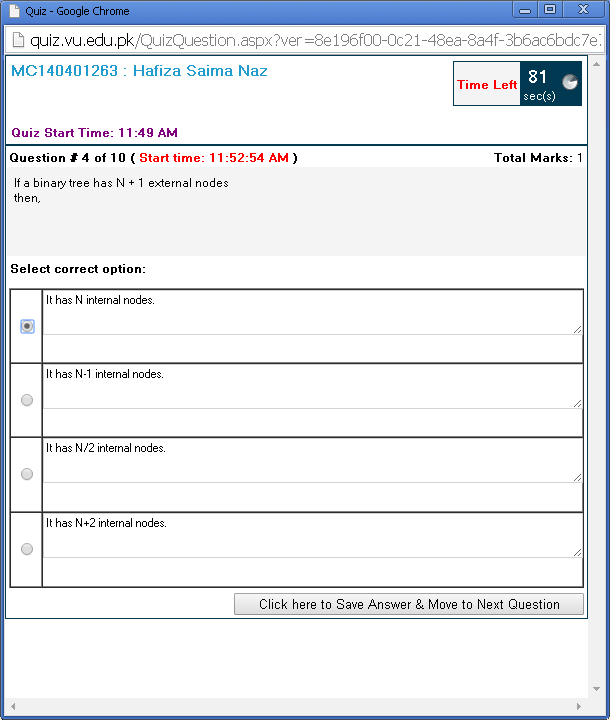 Quiz - Google Chrome
quiz.vu.edu.pk/QuizQuestion.aspx?ver=8e196f00-0c21-48ea-8a4f-3b6ac6bdc7e
MC140401263 : Hafiza Saima Naz
Time Left 81 sec(s)
Quiz Start Time: 11:49 AM
Question # 4 of 10 ( Start time: 11:52:54 AM ) Total Marks: 1
If a binary tree has N + 1 external nodes
then,
Select correct option:
It has N internal nodes.
It has N-1 internal nodes.
It has N/2 internal nodes.
It has N+2 internal nodes.
Click here to Save Answer & Move to Next Question